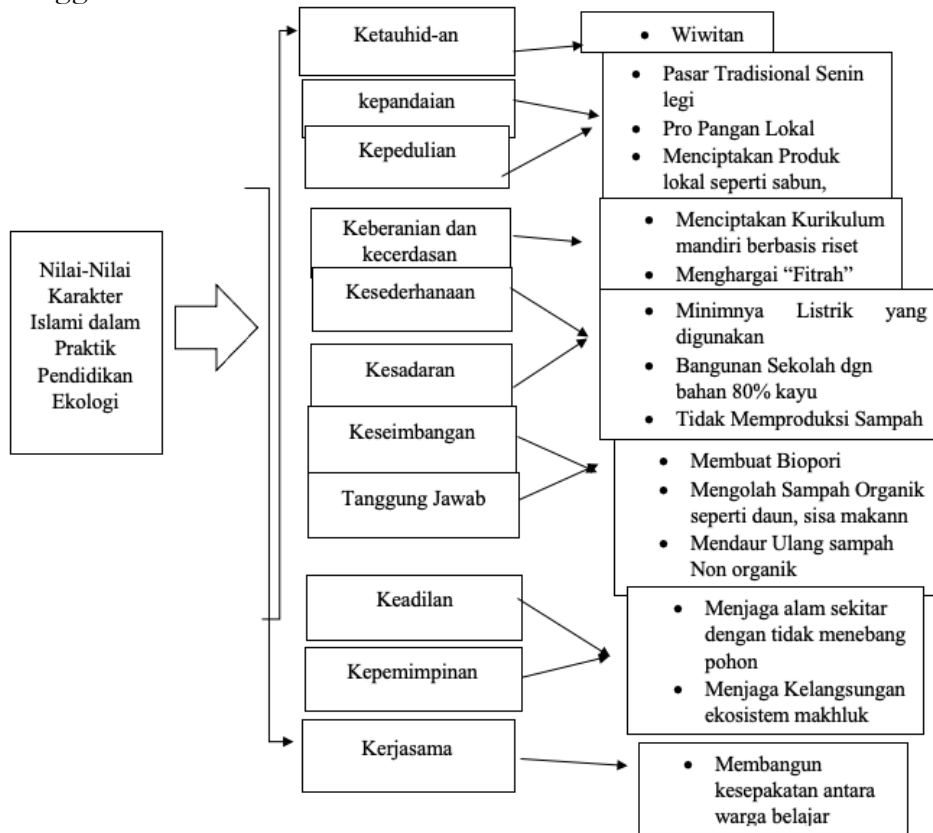 Nilai-Nilai
Karakter
Islami dalam
Praktik
Pendidikan
Ekologi
Ketauhid-an
• Wiwitan
kepandaian
Kepedulian
• Pasar Tradisional Senin
legi
• Pro Pangan Lokal
• Menciptakan Produk
lokal seperti sabun,
Keberanian dan
kecerdasan
• Menciptakan Kurikulum
mandiri berbasis riset
• Menghargai “Fitrah”
Kesederhanaan
Kesadaran
• Minimnya Listrik yang
digunakan
• Bangunan Sekolah dgn
bahan 80% kayu
• Tidak Memproduksi Sampah
Keseimbangan
Tanggung Jawab
• Membuat Biopori
• Mengolah Sampah Organik
seperti daun, sisa makann
• Mendaur Ulang sampah
Non organik
Keadilan
Kepemimpinan
• Menjaga alam sekitar
dengan tidak menebang
pohon
• Menjaga Kelangsungan
ekosistem makhluk
Kerjasama
• Membangun
kesepakatan antara
warga belajar